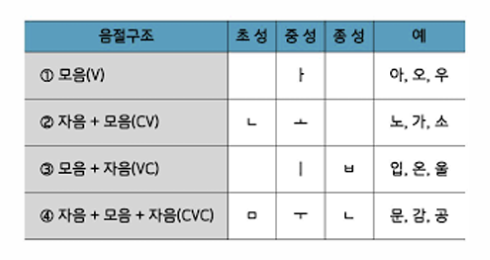 음절구조 초 성 중 성 종 성 예
① 모음(V) ㅏ 아, 오, 우
② 자음 + 모음(CV) ㄴ ㅗ 노, 가, 소
③ 모음 + 자음(VC) ㅣ ㅂ 입, 온, 울
④ 자음 + 모음 + 자음(CVC) ㅁ ㅜ ㄴ 문, 감, 공